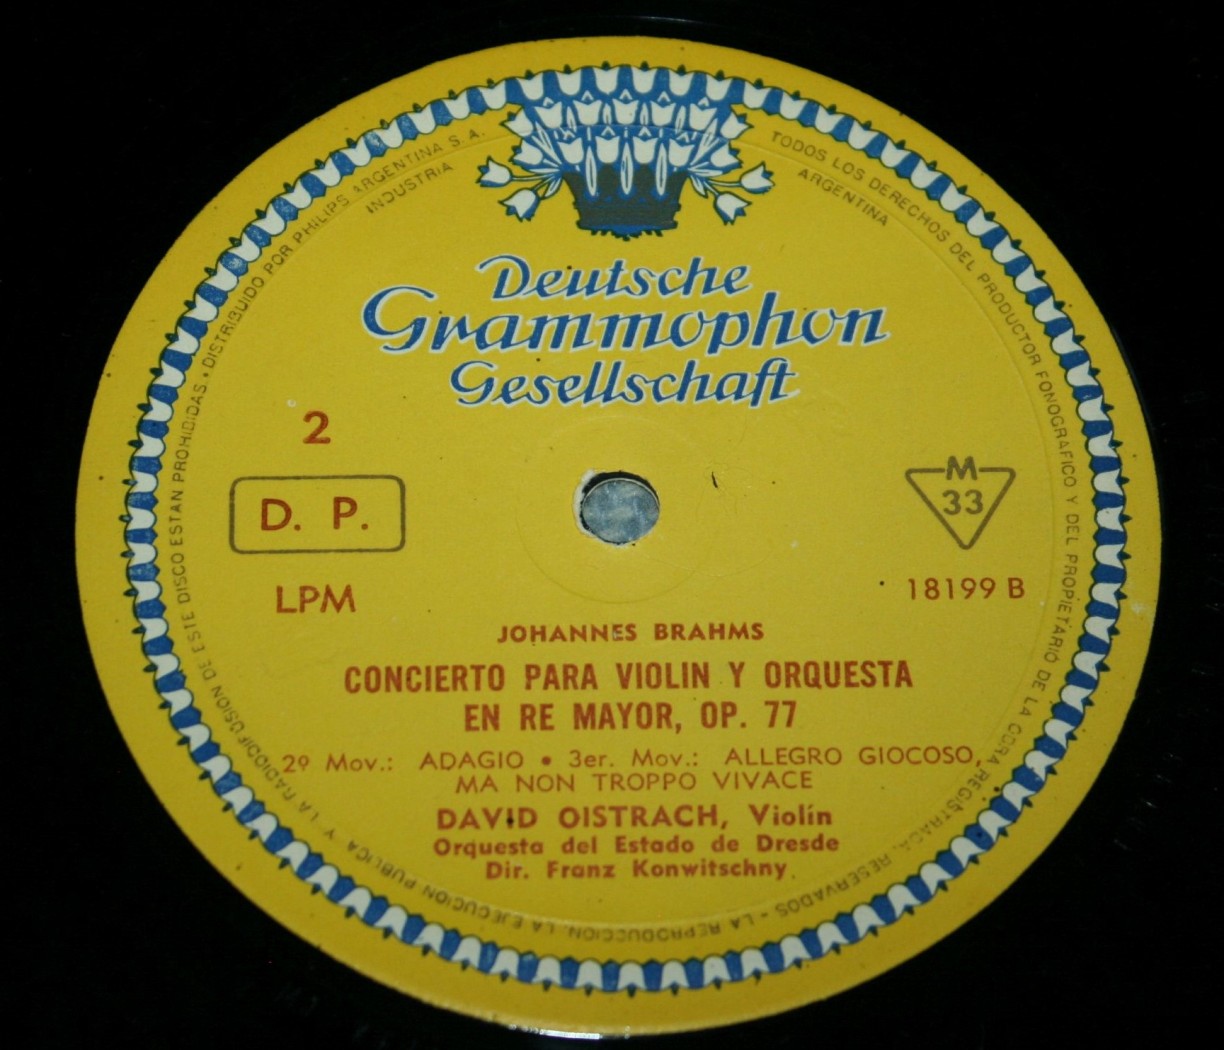 Deutsche
Grammophon
Gesellschaft
2
D. P.
M
33
LPM
18199 B
JOHANNES BRAHMS
CONCIERTO PARA VIOLIN Y ORQUESTA
EN RE MAYOR, OP. 77
2º Mov.: ADAGIO • 3er. Mov.: ALLEGRO GIOCOSO,
MA NON TROPPO VIVACE
DAVID OISTRACH, Violín
Orquesta del Estado de Dresde
Dir. Franz Konwitschny
TODOS LOS DERECHOS DEL PRODUCTOR FONOGRAFICO Y DEL PROPIETARIO DE LA OBRA REGISTRADA, RESERVADOS - LA REPRODUCCION, LA EJECUCION PUBLICA Y LA RADIODIFUSION DE ESTE DISCO ESTAN PROHIBIDAS • DISTRIBUIDO POR PHILIPS ARGENTINA S. A.
INDUSTRIA
ARGENTINA